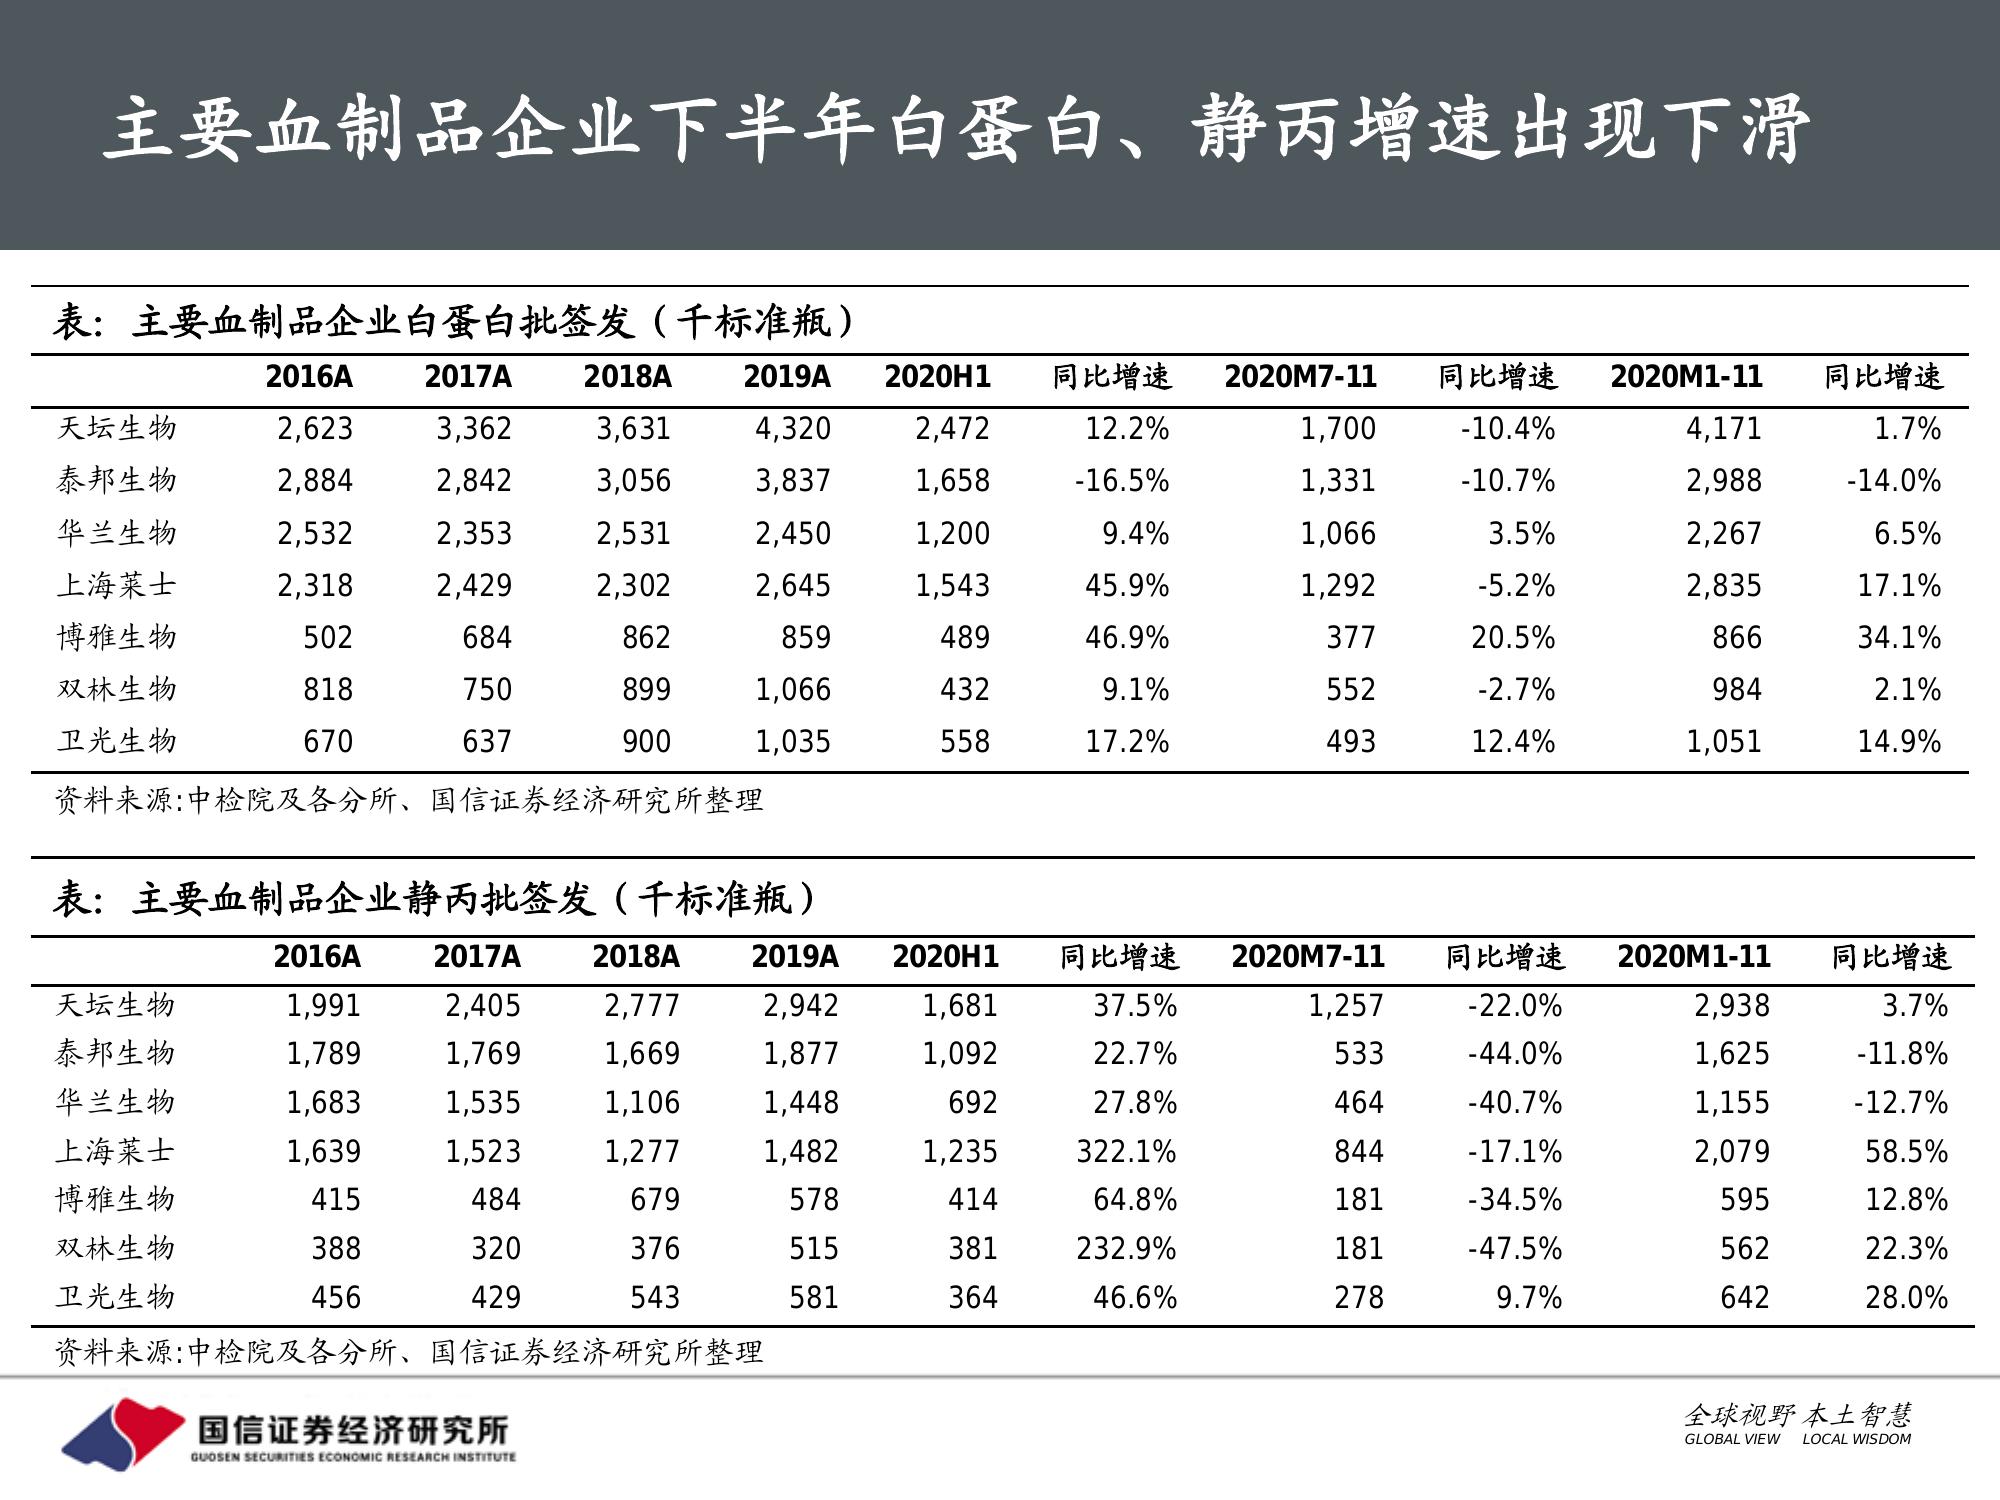 主要血制品企业下半年白蛋白、静丙增速出现下滑
表：主要血制品企业白蛋白批签发（千标准瓶）
2016A 2017A 2018A 2019A 2020H1 同比增速 2020M7-11 同比增速 2020M1-11 同比增速
天坛生物 2,623 3,362 3,631 4,320 2,472 12.2% 1,700 -10.4% 4,171 1.7%
泰邦生物 2,884 2,842 3,056 3,837 1,658 -16.5% 1,331 -10.7% 2,988 -14.0%
华兰生物 2,532 2,353 2,531 2,450 1,200 9.4% 1,066 3.5% 2,267 6.5%
上海莱士 2,318 2,429 2,302 2,645 1,543 45.9% 1,292 -5.2% 2,835 17.1%
博雅生物 502 684 862 859 489 46.9% 377 20.5% 866 34.1%
双林生物 818 750 899 1,066 432 9.1% 552 -2.7% 984 2.1%
卫光生物 670 637 900 1,035 558 17.2% 493 12.4% 1,051 14.9%
资料来源:中检院及各分所、国信证券经济研究所整理
表：主要血制品企业静丙批签发（千标准瓶）
2016A 2017A 2018A 2019A 2020H1 同比增速 2020M7-11 同比增速 2020M1-11 同比增速
天坛生物 1,991 2,405 2,777 2,942 1,681 37.5% 1,257 -22.0% 2,938 3.7%
泰邦生物 1,789 1,769 1,669 1,877 1,092 22.7% 533 -44.0% 1,625 -11.8%
华兰生物 1,683 1,535 1,106 1,448 692 27.8% 464 -40.7% 1,155 -12.7%
上海莱士 1,639 1,523 1,277 1,482 1,235 322.1% 844 -17.1% 2,079 58.5%
博雅生物 415 484 679 578 414 64.8% 181 -34.5% 595 12.8%
双林生物 388 320 376 515 381 232.9% 181 -47.5% 562 22.3%
卫光生物 456 429 543 581 364 46.6% 278 9.7% 642 28.0%
资料来源:中检院及各分所、国信证券经济研究所整理
国信证券经济研究所
GUOSEN SECURITIES ECONOMIC RESEARCH INSTITUTE
全球视野 本土智慧
GLOBAL VIEW LOCAL WISDOM